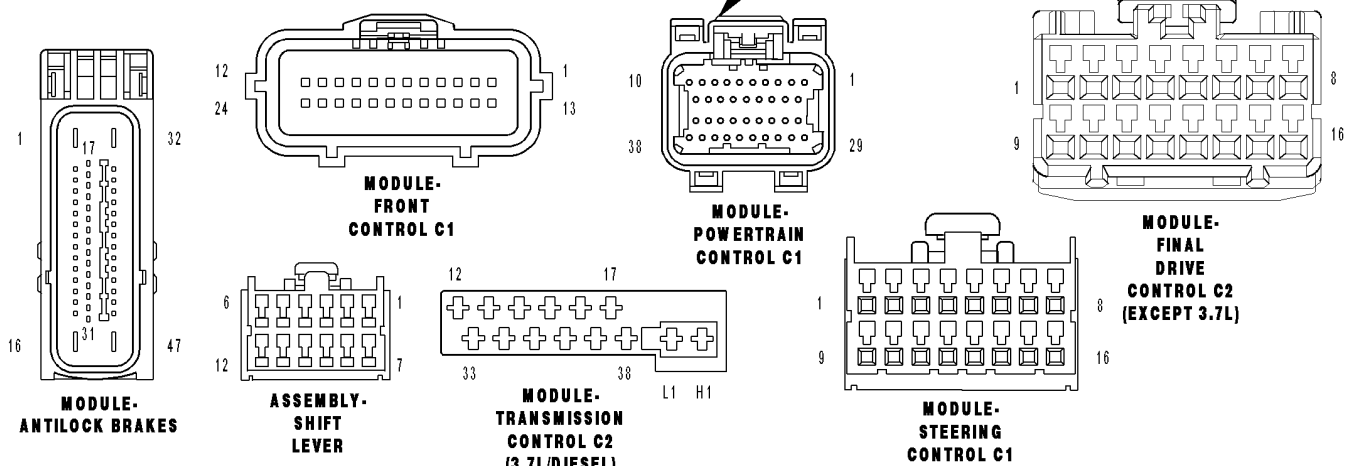 12
1
24
13
MODULE-
FRONT
CONTROL C1
10
1
38
29
MODULE-
POWERTRAIN
CONTROL C1
1
8
9
16
MODULE-
FINAL
DRIVE
CONTROL C2
(EXCEPT 3.7L)
1
32
17
31
16
47
MODULE-
ANTILOCK BRAKES
6
1
12
7
ASSEMBLY-
SHIFT
LEVER
12
17
33
38
L1 H1
MODULE-
TRANSMISSION
CONTROL C2
(3.7L/DIESEL)
1
8
9
16
MODULE-
STEERING
CONTROL C1